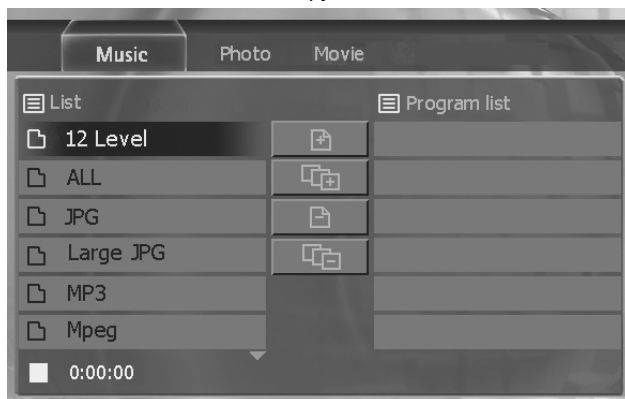 Music Photo Movie
List Program list
12 Level
ALL
JPG
Large JPG
MP3
Mpeg
0:00:00